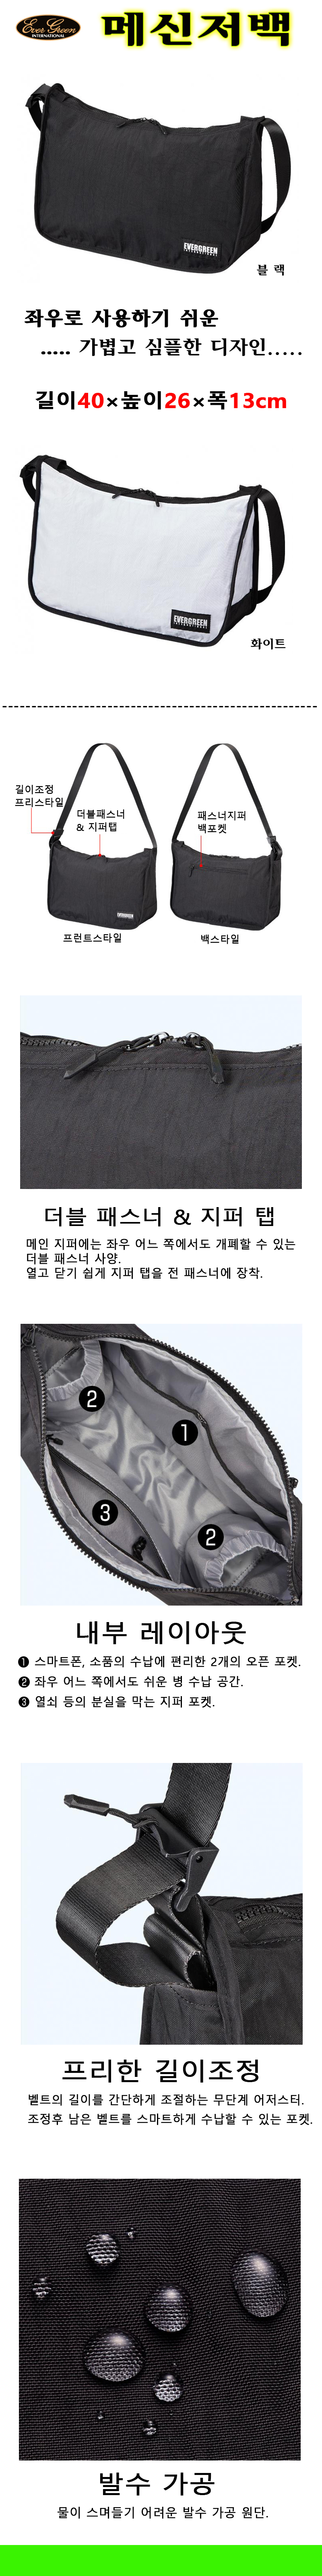 Ever Green
INTERNATIONAL
메신저백
EVERGREEN
INTERNATIONAL
블 랙
좌우로 사용하기 쉬운
..... 가볍고 심플한 디자인.....
길이40×높이26×폭13cm
EVERGREEN
INTERNATIONAL
화이트
길이조정
프리스타일
더블패스너
& 지퍼탭
패스너지퍼
백포켓
EVERGREEN
프런트스타일
백스타일
더블 패스너 & 지퍼 탭
메인 지퍼에는 좌우 어느 쪽에서도 개폐할 수 있는
더블 패스너 사양.
열고 닫기 쉽게 지퍼 탭을 전 패스너에 장착.
2
1
3
2
내부 레이아웃
❶ 스마트폰, 소품의 수납에 편리한 2개의 오픈 포켓.
❷ 좌우 어느 쪽에서도 쉬운 병 수납 공간.
❸ 열쇠 등의 분실을 막는 지퍼 포켓.
프리한 길이조정
벨트의 길이를 간단하게 조절하는 무단계 어저스터.
조정후 남은 벨트를 스마트하게 수납할 수 있는 포켓.
발수 가공
물이 스며들기 어려운 발수 가공 원단.